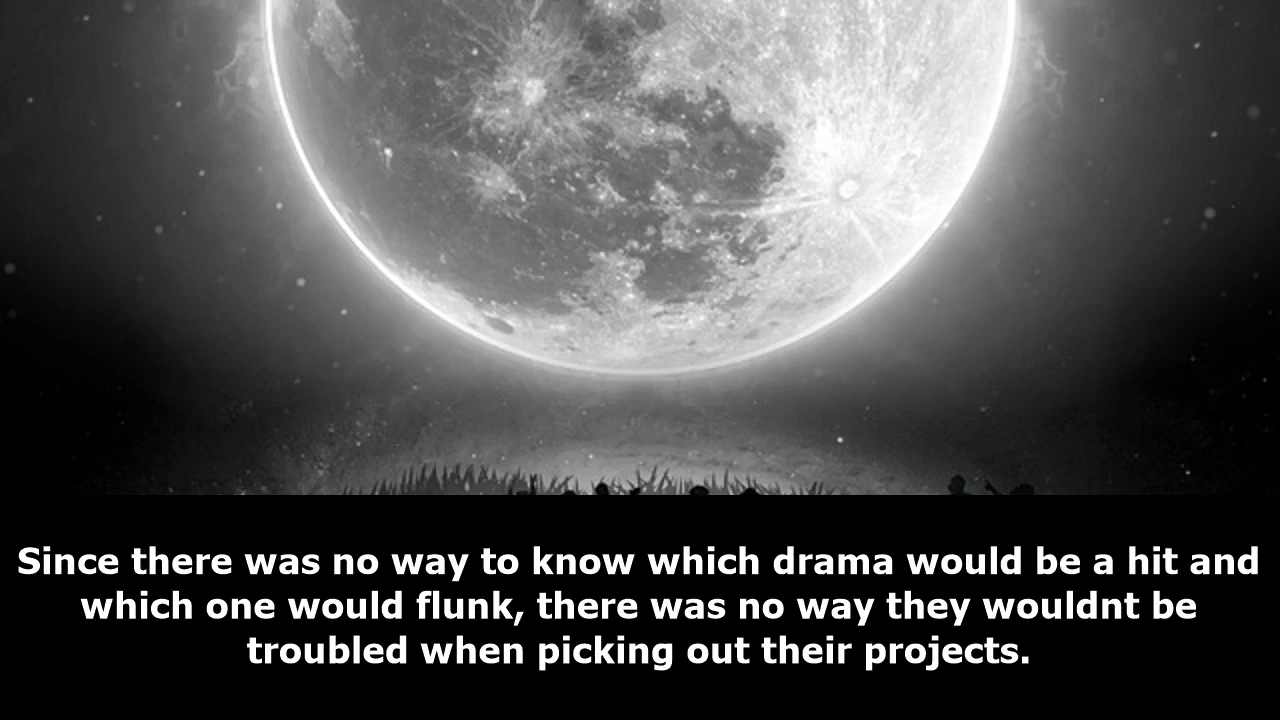 Since there was no way to know which drama would be a hit and
which one would flunk, there was no way they wouldnt be
troubled when picking out their projects.